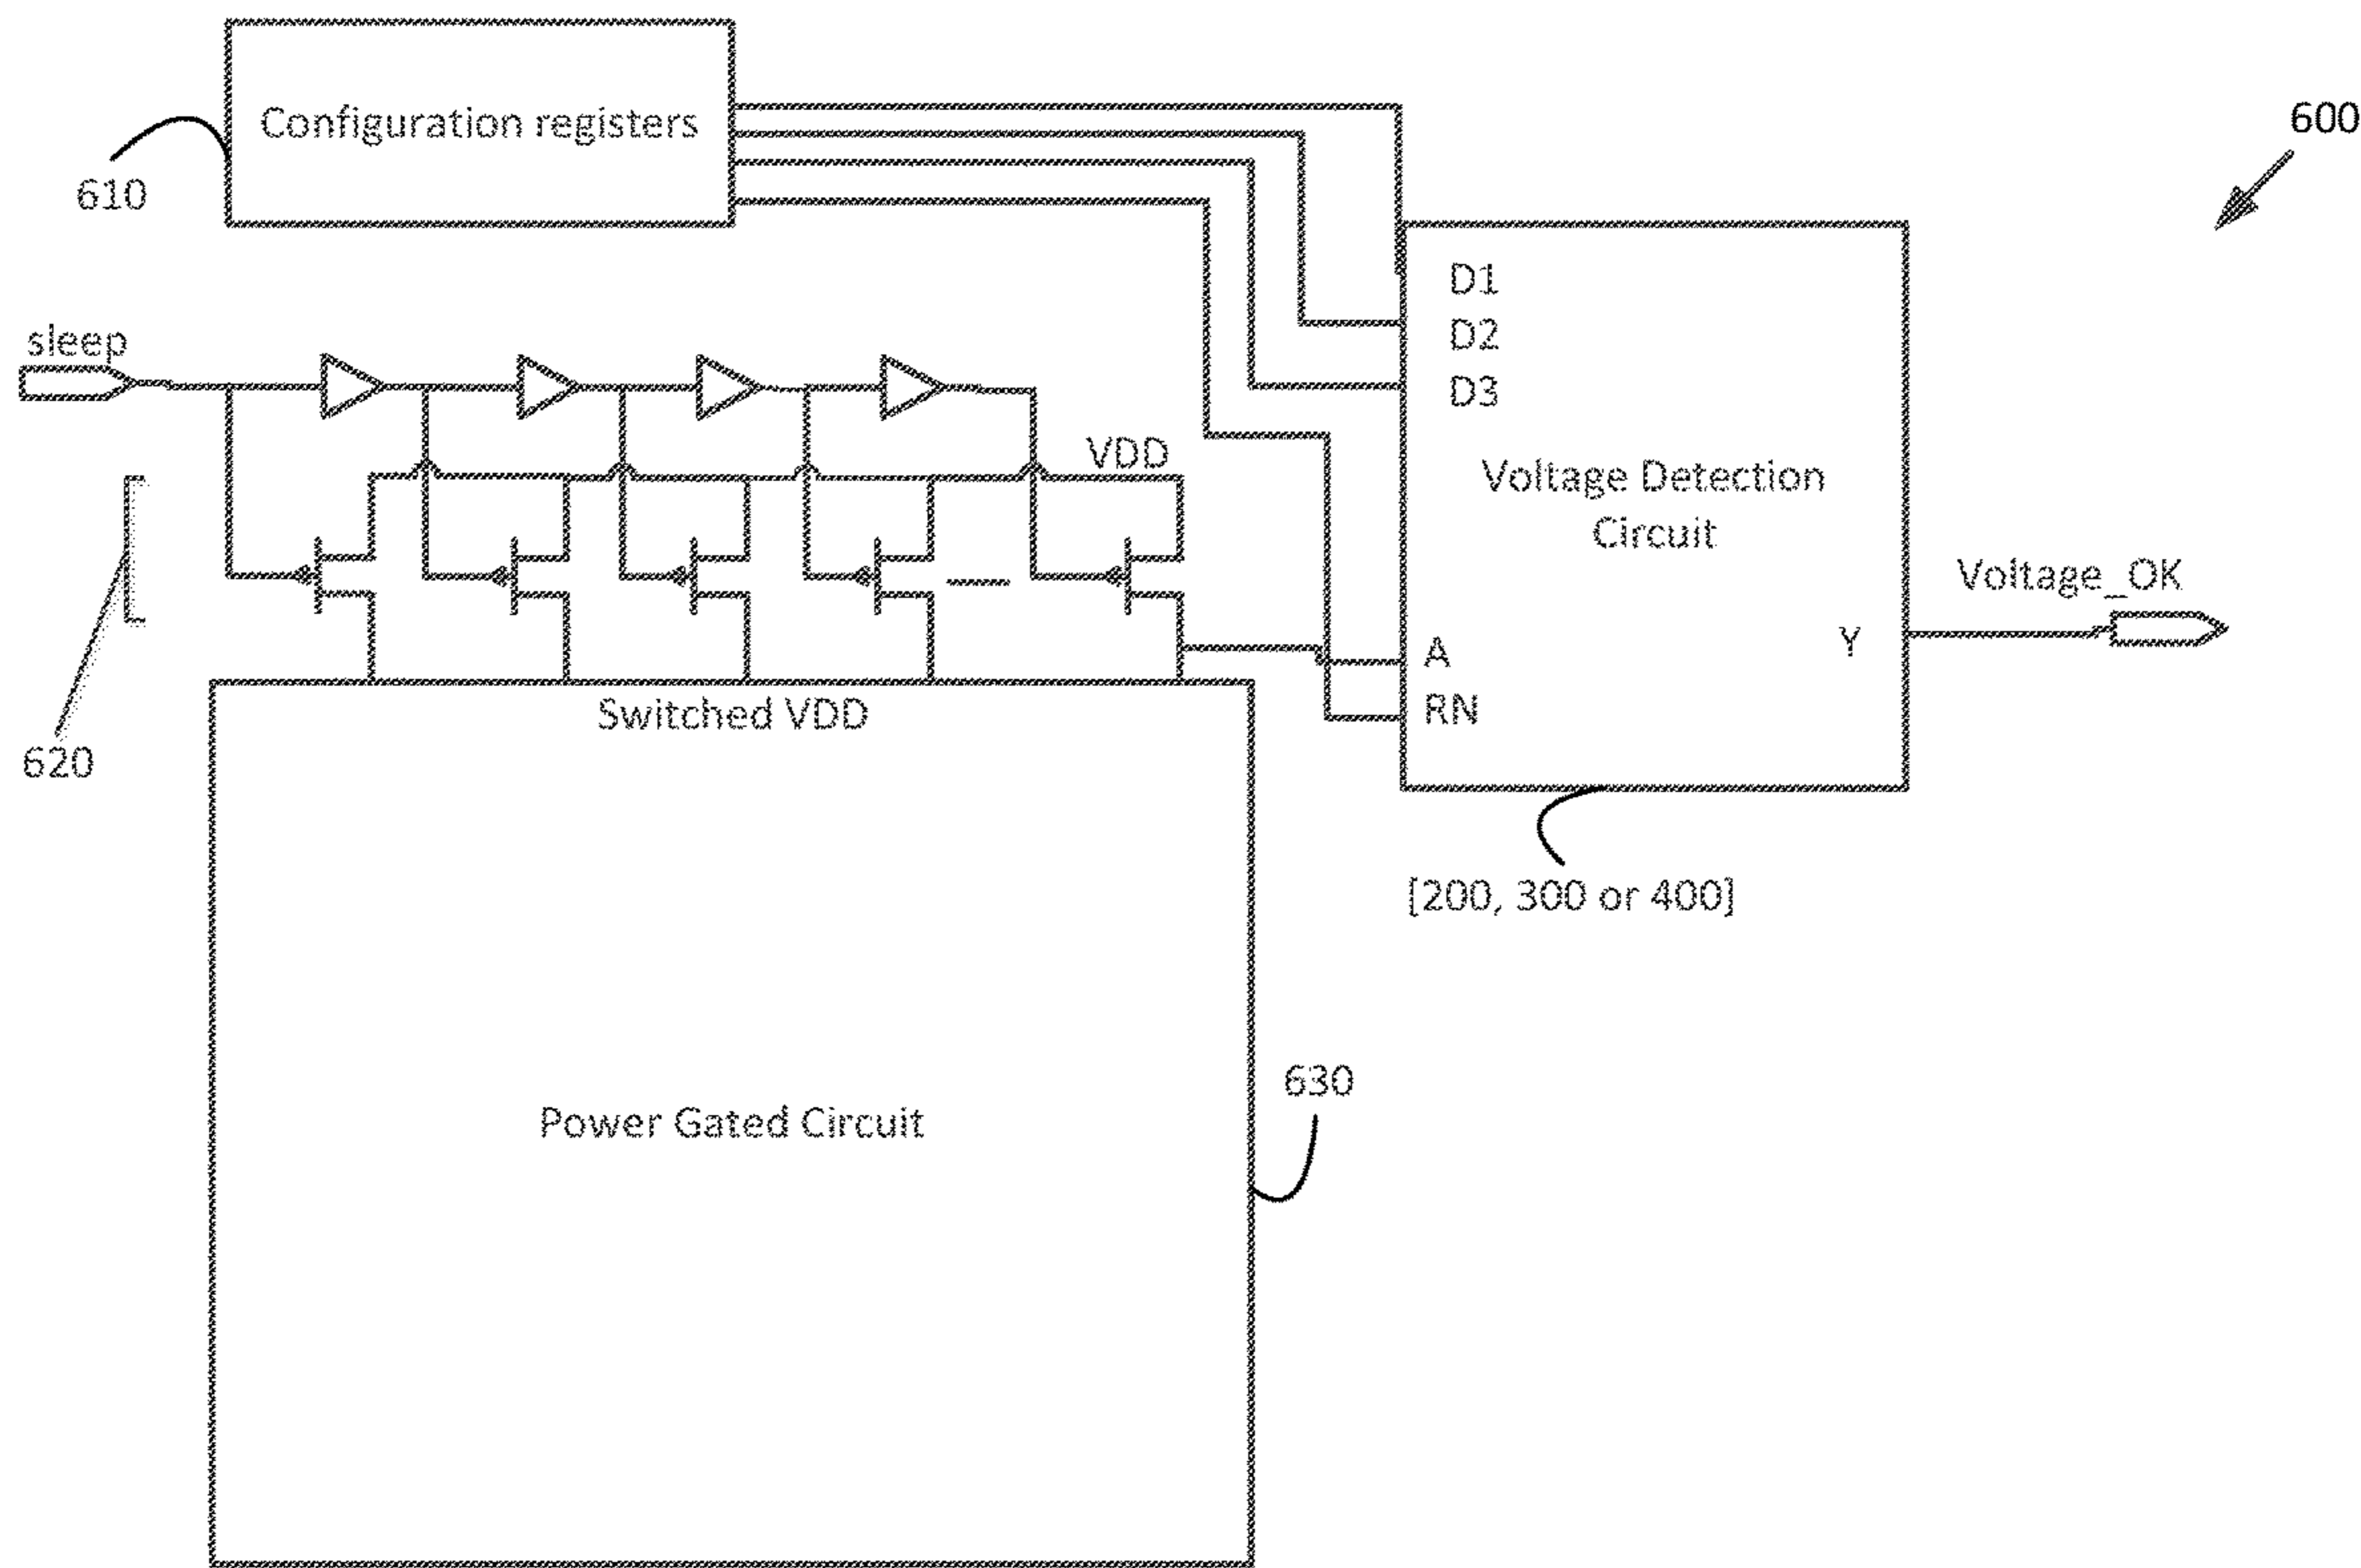 Configuration registers
600
610
D1
D2
D3
sleep
VDD
Voltage Detection
Circuit
Voltage_OK
Y
A
RN
Switched VDD
620
[200, 300 or 400]
630
Power Gated Circuit